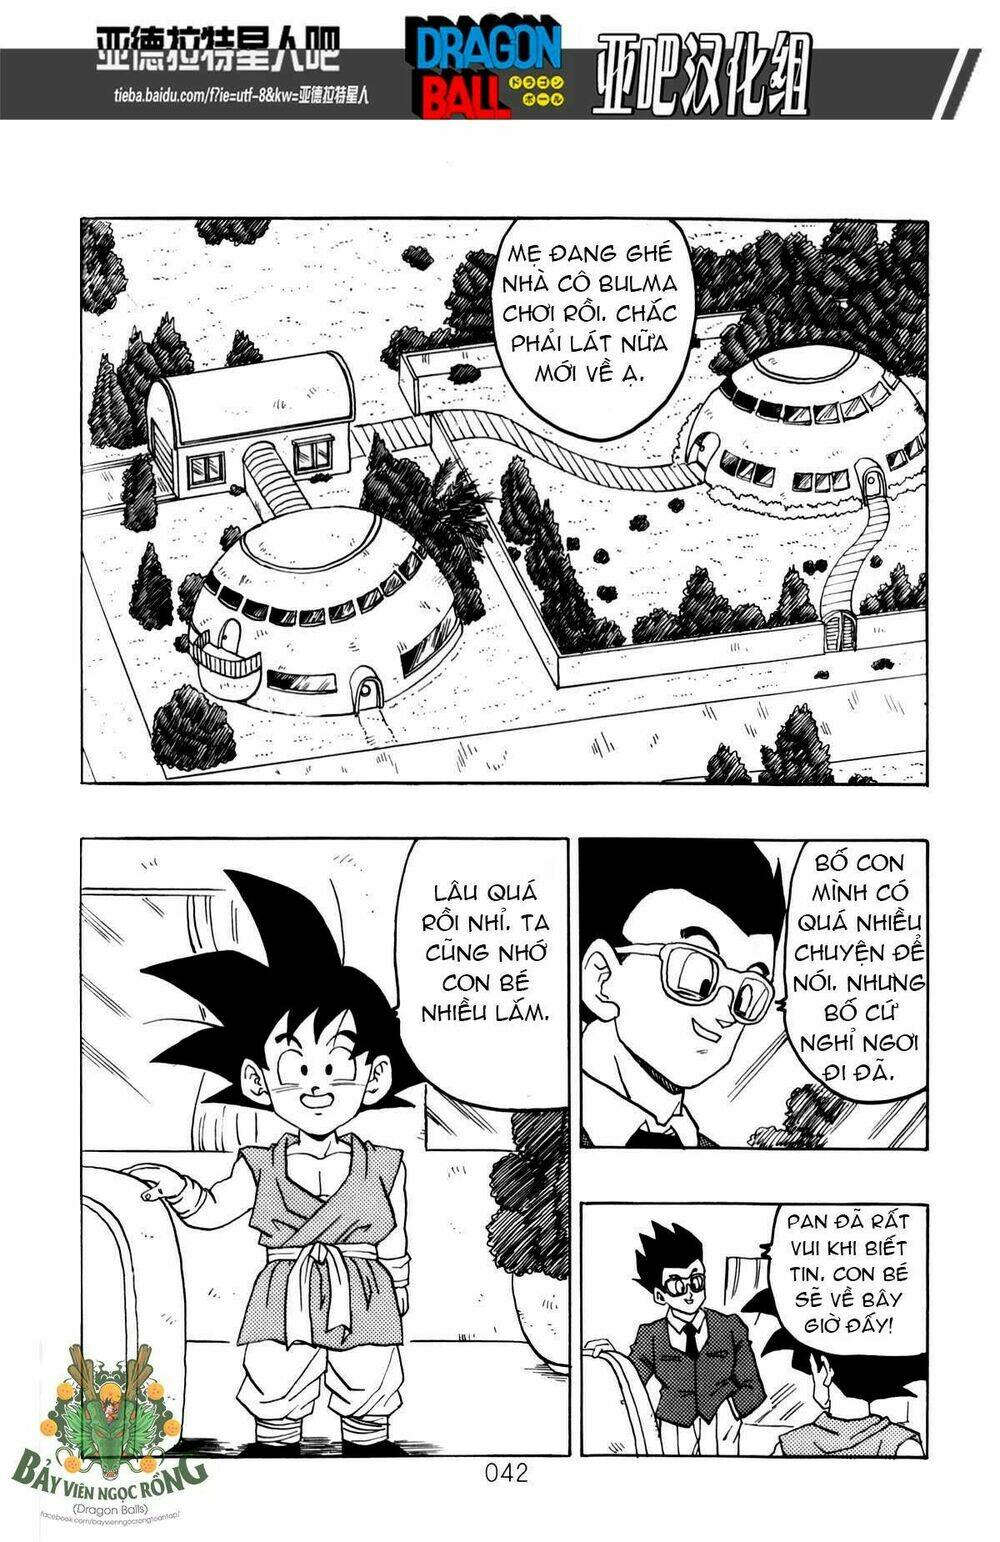 亚德拉特星人吧
tieba.baidu.com/f?ie=utf-8&kw=亚德拉特星人
DRAGON
BALL
ドラゴン
ボール
亚吧汉化组
MẸ ĐANG GHÉ
NHÀ CÔ BULMA
CHƠI RỒI. CHẮC
PHẢI LÁT NỮA
MỚI VỀ Ạ.
BỐ CON
MÌNH CÓ
QUÁ NHIỀU
CHUYỆN ĐỂ
NÓI. NHƯNG
BỐ CỨ
NGHỈ NGƠI
ĐI ĐÃ.
LÂU QUÁ
RỒI NHỈ. TA
CŨNG NHỚ
CON BÉ
NHIỀU LẮM.
PAN ĐÃ RẤT
VUI KHI BIẾT
TIN. CON BÉ
SẼ VỀ BÂY
GIỜ ĐẤY!
042
BẢY VIÊN NGỌC RỒNG
(Dragon Balls)
facebook.com/bayvienngocrongtoantap/